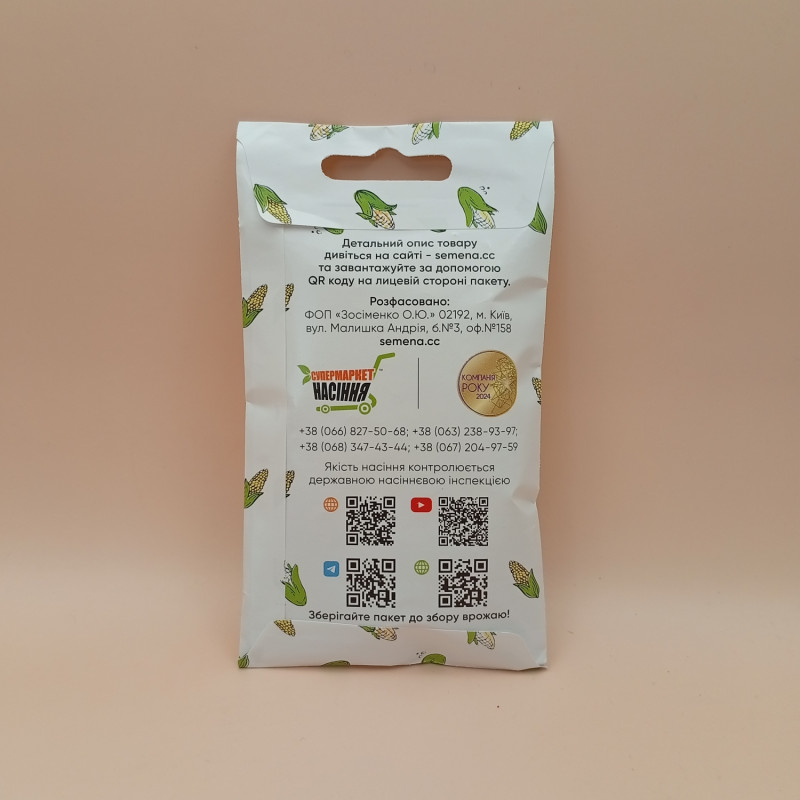 Детальний опис товару
дивіться на сайті - semena.cc
та завантажуйте за допомогою
QR коду на лицевій стороні пакету.
Розфасовано:
ФОП «Зосіменко О.Ю.» 02192, м. Київ,
вул. Малишка Андрія, б.№3, оф.№158
semena.cc
СУПЕРМАРКЕТ
НАСІННЯ
КОМПАНІЯ
РОКУ
2024
+38 (066) 827-50-68; +38 (063) 238-93-97;
+38 (068) 347-43-44; +38 (067) 204-97-59
Якість насіння контролюється
державною насіннєвою інспекцією
Зберігайте пакет до збору врожаю!